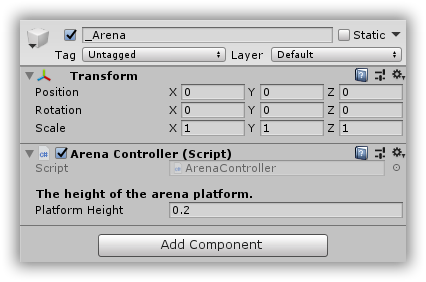 _Arena Static
Tag Untagged Layer Default
Transform
Position X 0 Y 0 Z 0
Rotation X 0 Y 0 Z 0
Scale X 1 Y 1 Z 1
c# Arena Controller (Script)
Script ArenaController
The height of the arena platform.
Platform Height 0.2
Add Component